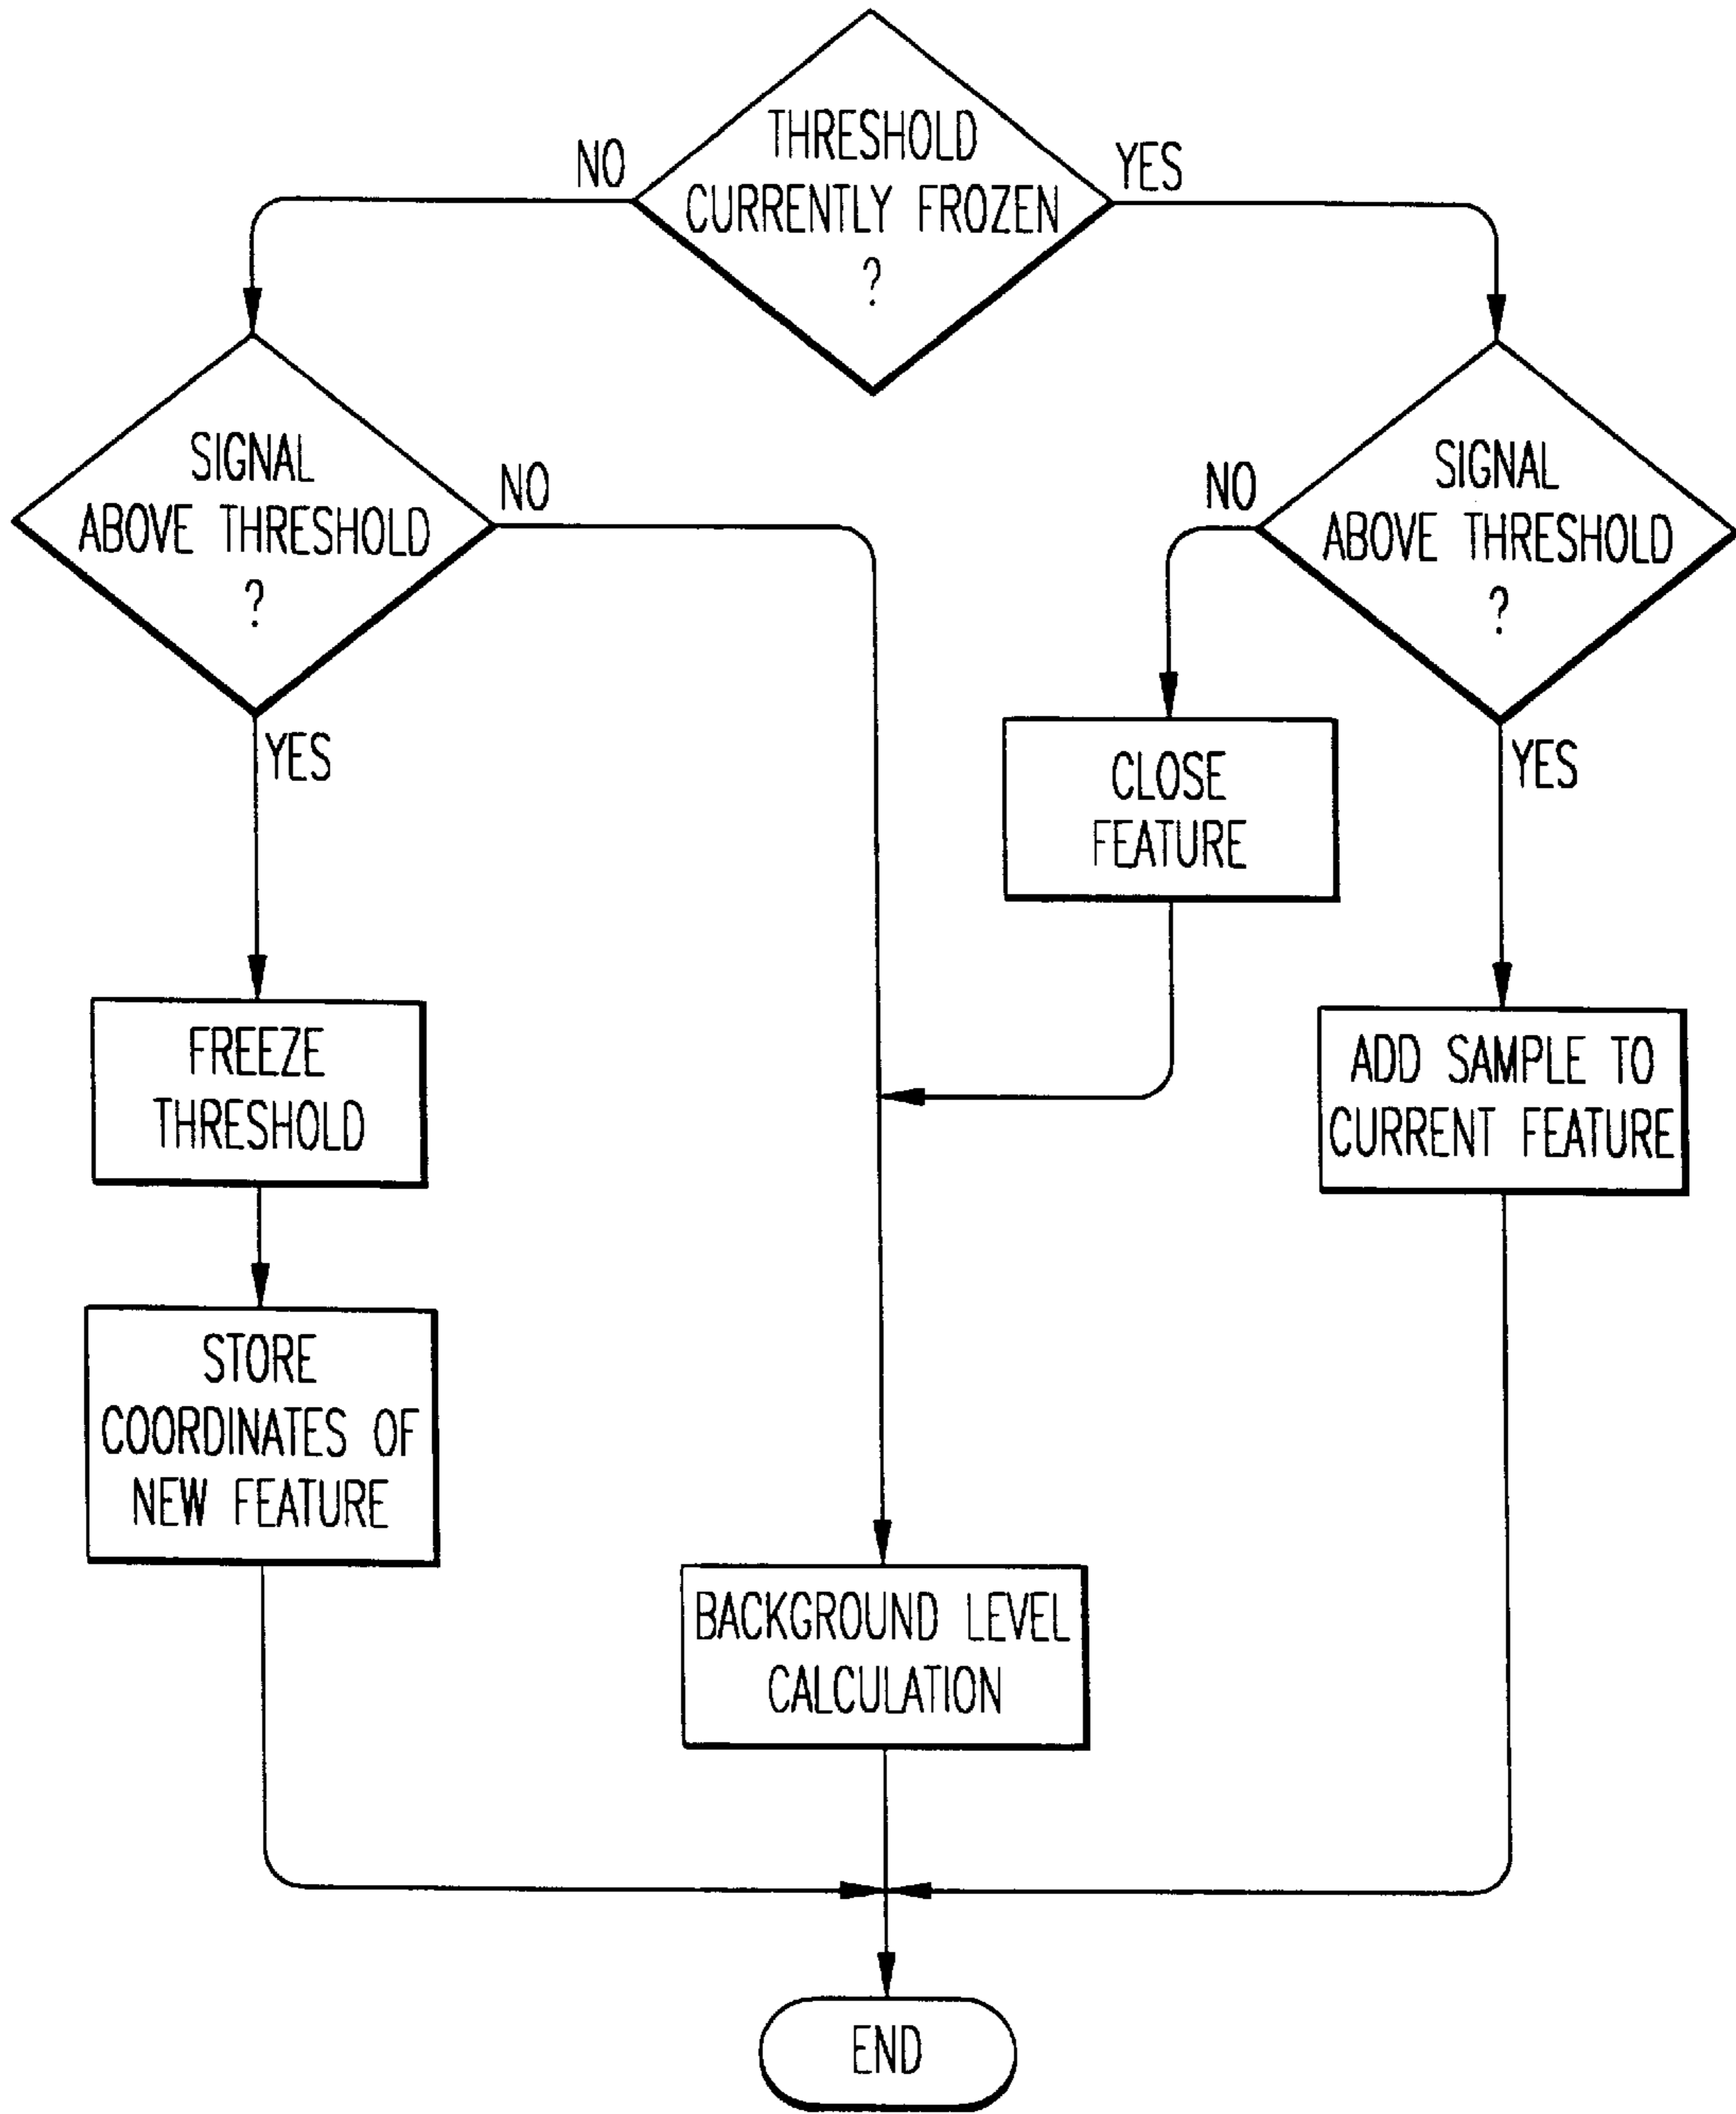 THRESHOLD
CURRENTLY FROZEN
?
NO
YES
SIGNAL
ABOVE THRESHOLD
?
NO
YES
SIGNAL
ABOVE THRESHOLD
?
NO
YES
CLOSE
FEATURE
FREEZE
THRESHOLD
ADD SAMPLE TO
CURRENT FEATURE
STORE
COORDINATES OF
NEW FEATURE
BACKGROUND LEVEL
CALCULATION
END